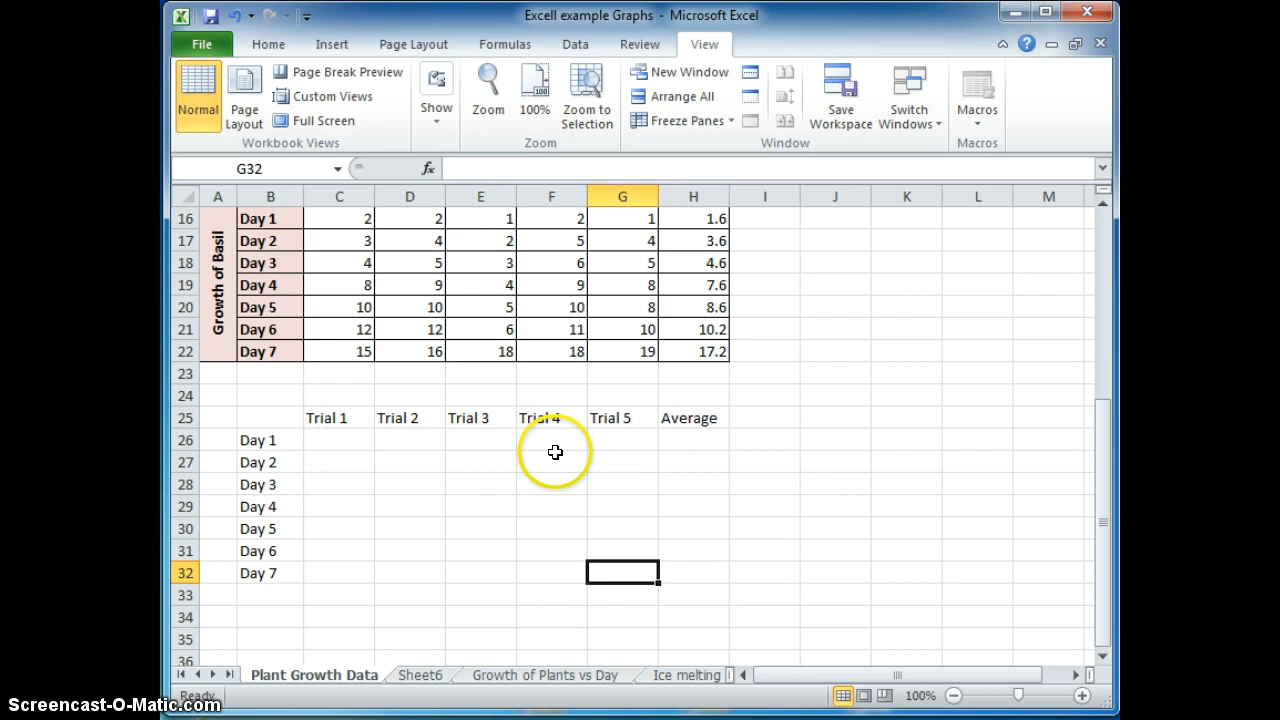 Excell example Graphs - Microsoft Excel
File Home Insert Page Layout Formulas Data Review View
Normal
Page Layout
Page Break Preview
Custom Views
Full Screen
Workbook Views
Show
Zoom
100%
Zoom to Selection
Zoom
New Window
Arrange All
Freeze Panes
Save Workspace
Switch Windows
Window
Macros
Macros
G32 fx
A B C D E F G H I J K L M
Growth of Basil
16 Day 1 2 2 1 2 1 1.6
17 Day 2 3 4 2 5 4 3.6
18 Day 3 4 5 3 6 5 4.6
19 Day 4 8 9 4 9 8 7.6
20 Day 5 10 10 5 10 8 8.6
21 Day 6 12 12 6 11 10 10.2
22 Day 7 15 16 18 18 19 17.2
23
24
25 Trial 1 Trial 2 Trial 3 Trial 4 Trial 5 Average
26 Day 1
27 Day 2
28 Day 3
29 Day 4
30 Day 5
31 Day 6
32 Day 7
33
34
35
36
Plant Growth Data Sheet6 Growth of Plants vs Day Ice melting
Ready 100%
Screencast-O-Matic.com